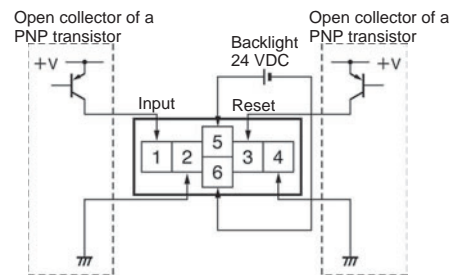 Open collector of a
PNP transistor
Open collector of a
PNP transistor
Backlight
24 VDC
+V
+V
Input
Reset
1
2
5
6
3
4